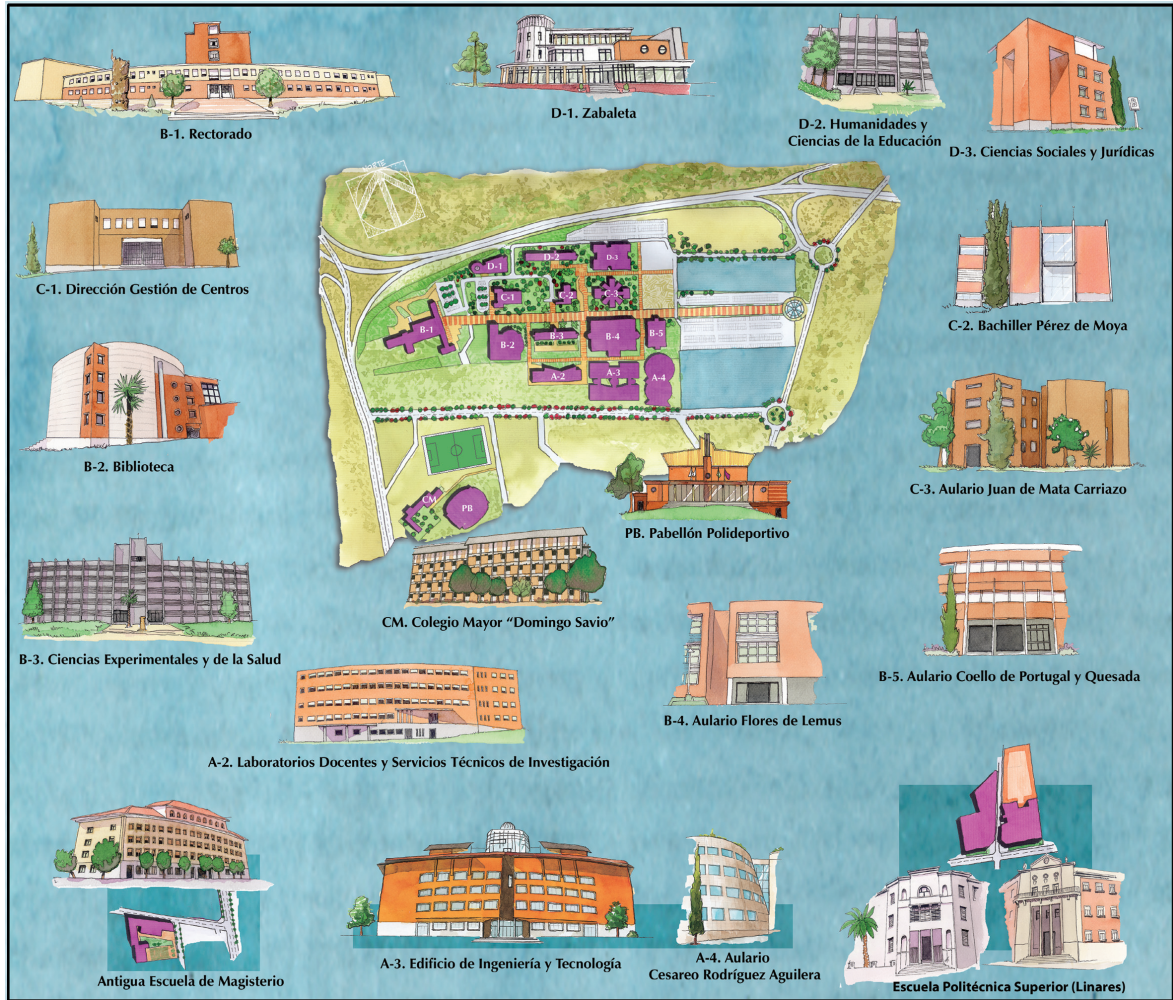 B-1. Rectorado
D-1. Zabaleta
D-2. Humanidades y
Ciencias de la Educación
D-3. Ciencias Sociales y Jurídicas
C-1. Dirección Gestión de Centros
C-2. Bachiller Pérez de Moya
B-2. Biblioteca
C-3. Aulario Juan de Mata Carriazo
NORTE
D-1
D-2
D-3
C-1
C-2
C-3
B-1
B-2
B-3
B-4
B-5
A-2
A-3
A-4
CM
PB
PB. Pabellón Polideportivo
CM. Colegio Mayor “Domingo Savio”
B-3. Ciencias Experimentales y de la Salud
B-5. Aulario Coello de Portugal y Quesada
B-4. Aulario Flores de Lemus
A-2. Laboratorios Docentes y Servicios Técnicos de Investigación
Antigua Escuela de Magisterio
A-3. Edificio de Ingeniería y Tecnología
A-4. Aulario
Cesareo Rodríguez Aguilera
Escuela Politécnica Superior (Linares)